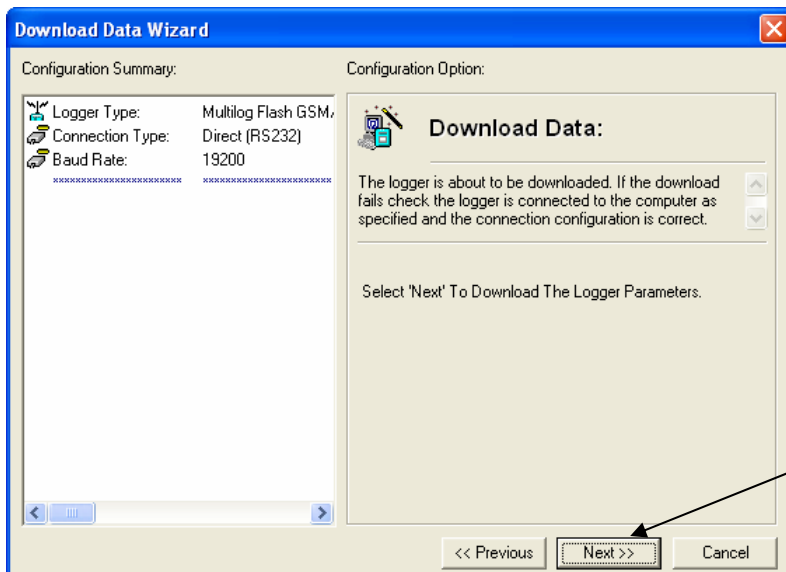 Download Data Wizard
Configuration Summary:
Logger Type: Multilog Flash GSM/
Connection Type: Direct (RS232)
Baud Rate: 19200
xxxxxxxxxxxxxxxxxxxxxxx xxxxxxxxxxxxxxxxxxxxxxx
Configuration Option:
Download Data:
The logger is about to be downloaded. If the download
fails check the logger is connected to the computer as
specified and the connection configuration is correct.
Select 'Next' To Download The Logger Parameters.
<< Previous
Next >>
Cancel